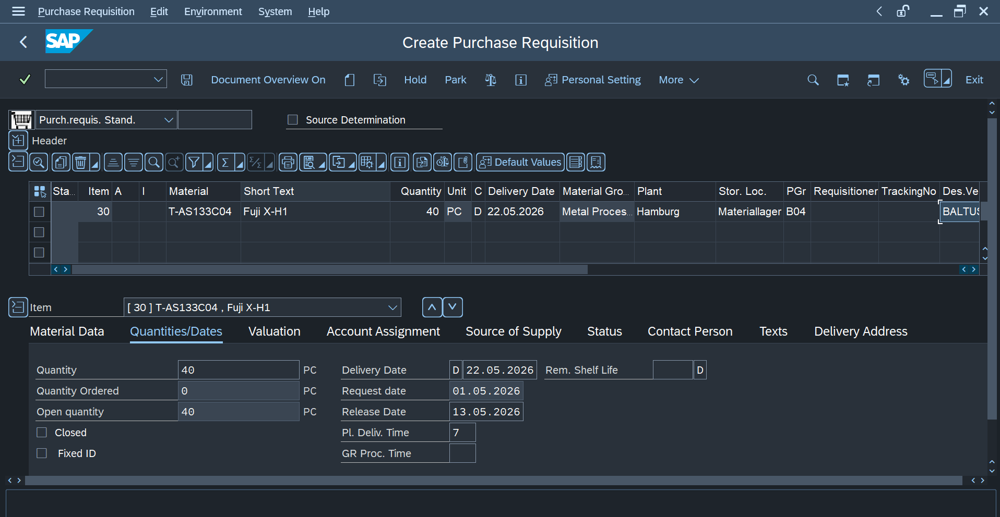 Purchase Requisition Edit Environment System Help
SAP Create Purchase Requisition
Document Overview On Hold Park Personal Setting More Exit
Purch.requis. Stand. Source Determination
Header
Default Values
Sta... Item A I Material Short Text Quantity Unit C Delivery Date Material Gro... Plant Stor. Loc. PGr Requisitioner TrackingNo Des.Ve
30 T-AS133C04 Fuji X-H1 40 PC D 22.05.2026 Metal Proces... Hamburg Materiallager B04 BALTUS
Item [ 30 ] T-AS133C04 , Fuji X-H1
Material Data Quantities/Dates Valuation Account Assignment Source of Supply Status Contact Person Texts Delivery Address
Quantity 40 PC Delivery Date D 22.05.2026 Rem. Shelf Life D
Quantity Ordered 0 PC Request date 01.05.2026
Open quantity 40 PC Release Date 13.05.2026
Closed Pl. Deliv. Time 7
Fixed ID GR Proc. Time